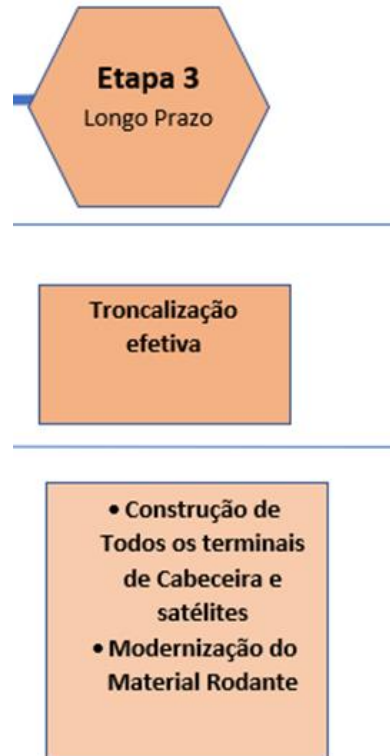 Etapa 3
Longo Prazo
Troncalização
efetiva
• Construção de
Todos os terminais
de Cabeceira e
satélites
• Modernização do
Material Rodante